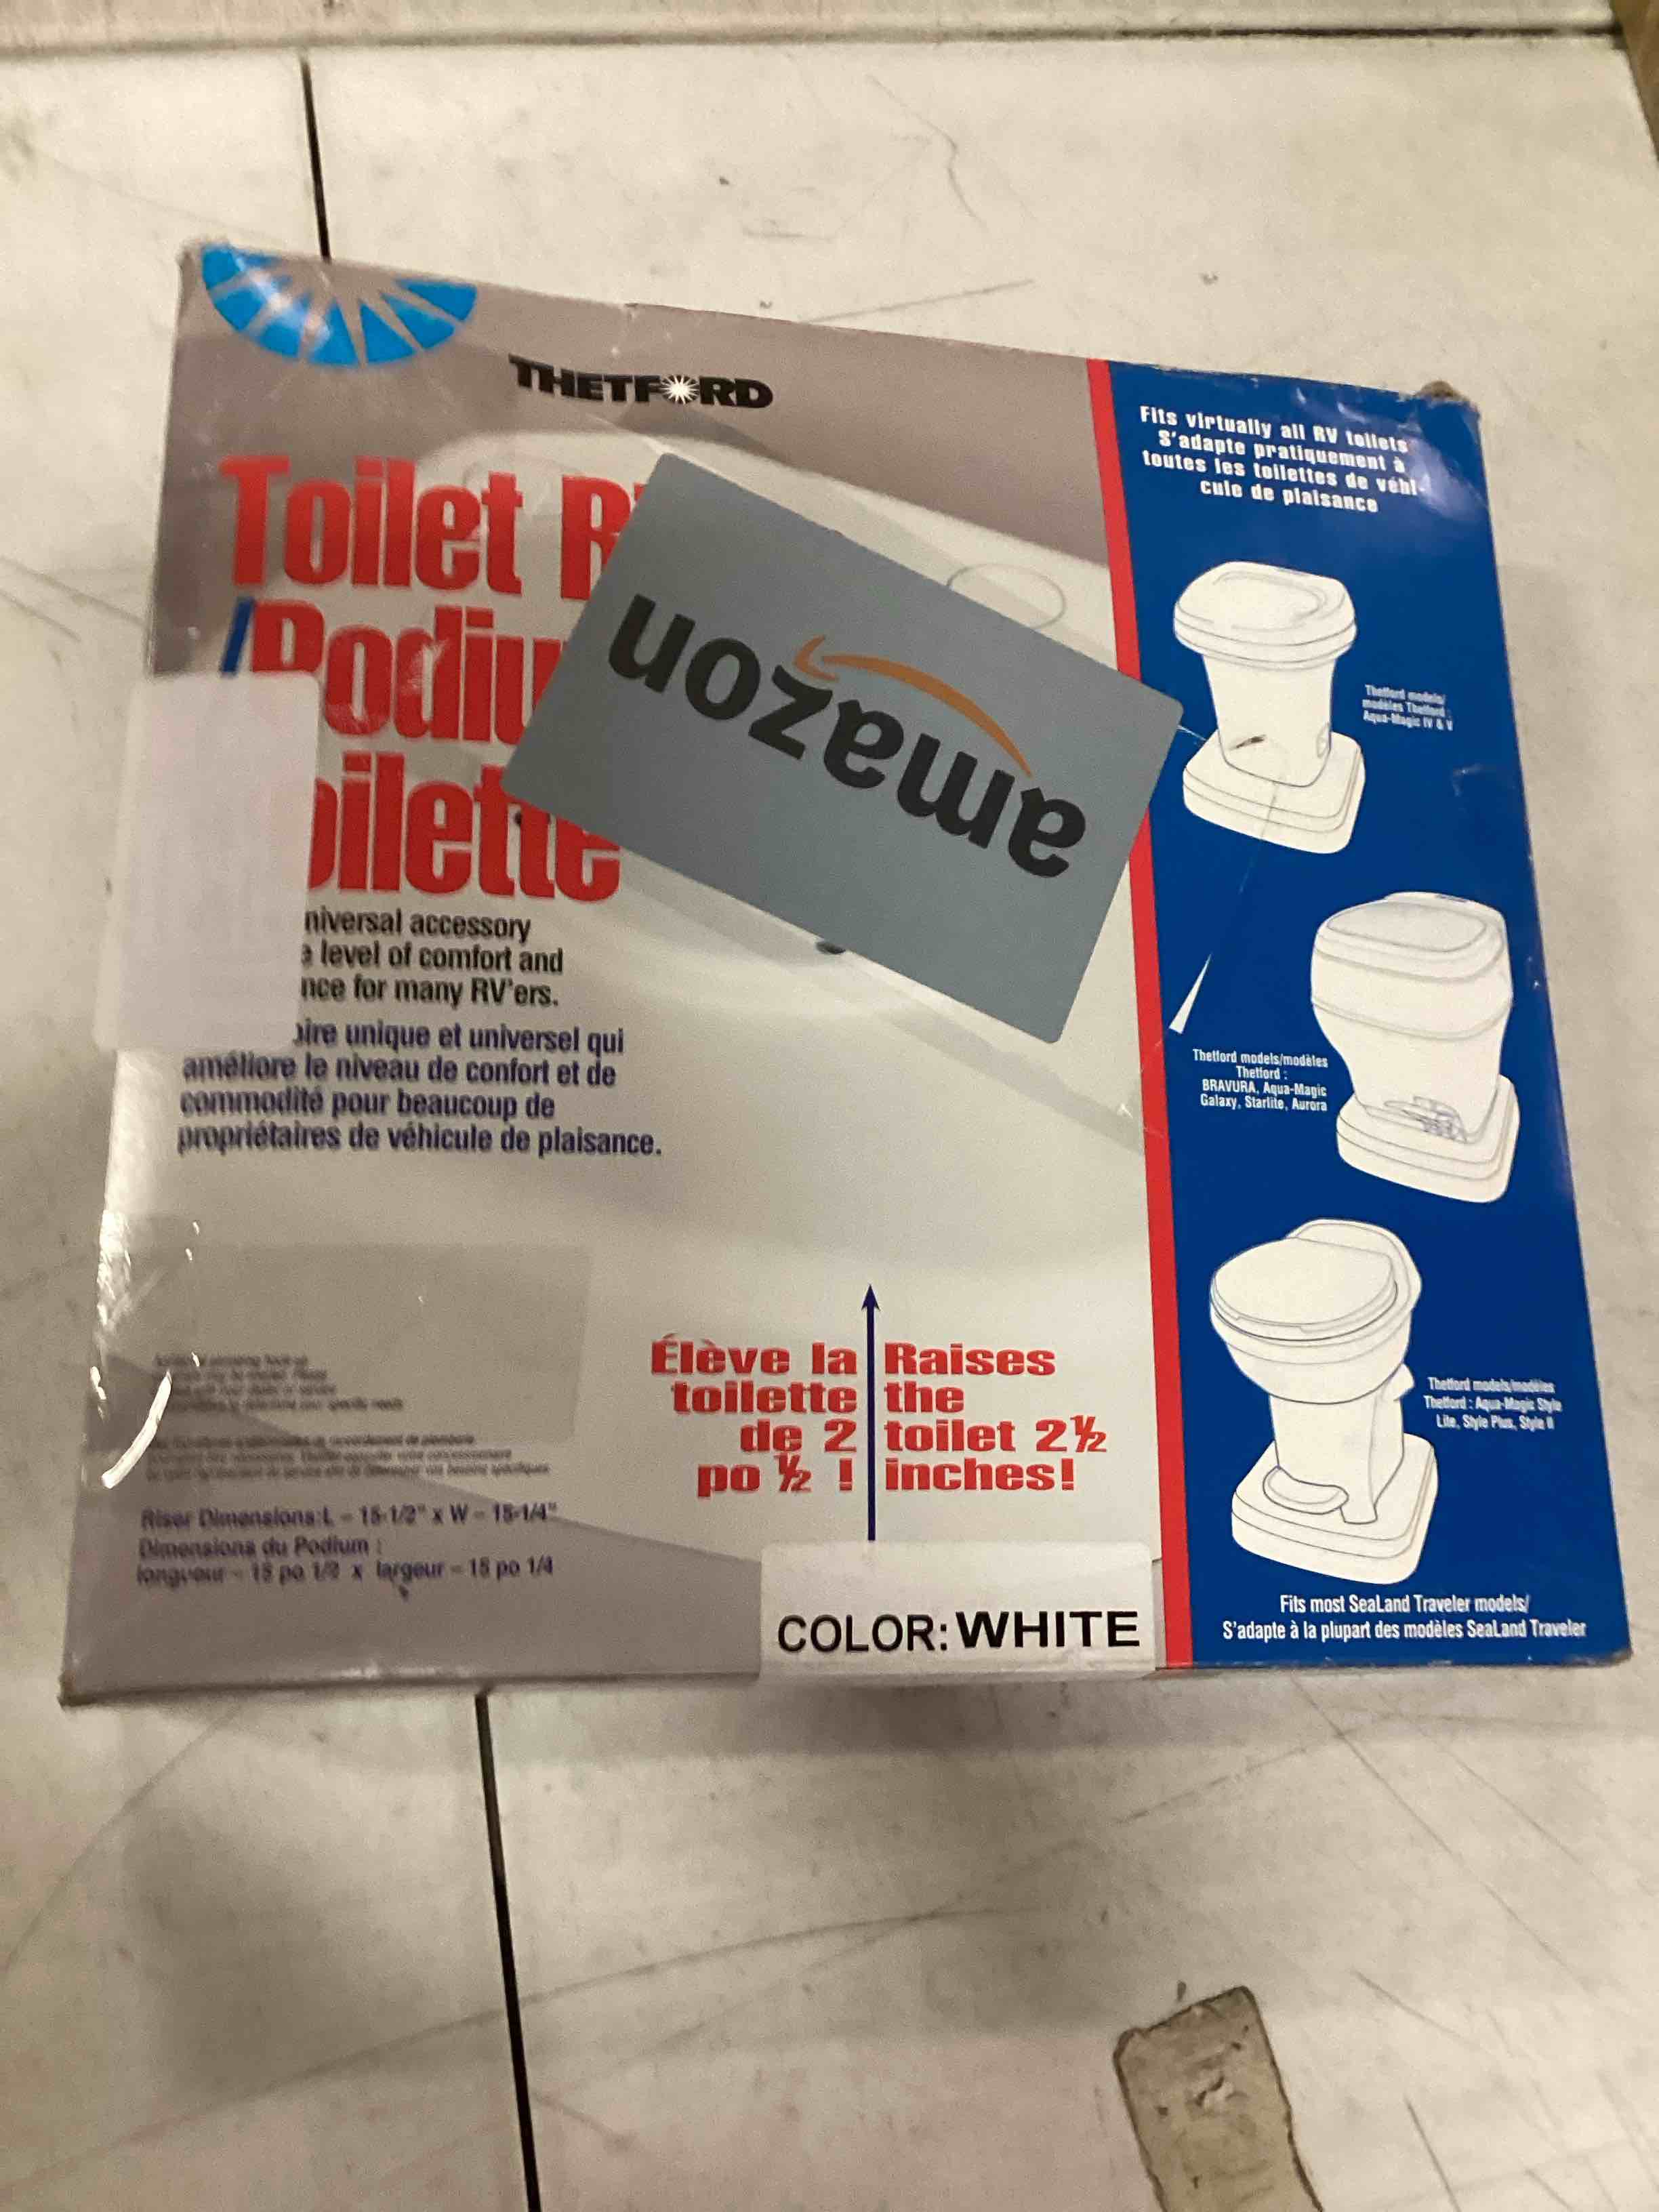 THETFORD
Toilet R
/Podiu
oilette
niversal accessory
level of comfort and
nce for many RV'ers.
oire unique et universel qui
améliore le niveau de confort et de
commodité pour beaucoup de
propriétaires de véhicule de plaisance.
amazon
Élève la
toilette
de 2
po ½ !
Raises
the
toilet 2½
inches!
Riser Dimensions: L - 15-1/2" x W - 15-1/4"
Dimensions du Podium :
longueur - 15 po 1/2 x largeur - 15 po 1/4
COLOR: WHITE
Fits virtually all RV toilets
S'adapte pratiquement à
toutes les toilettes de véhi-
cule de plaisance
Thetford models/
modèles Thetford :
Aqua-Magic IV & V
Thetford models/modèles
Thetford :
BRAVURA, Aqua-Magic
Galaxy, Starlite, Aurora
Thetford models/modèles
Thetford : Aqua-Magic Style
Lite, Style Plus, Style II
Fits most SeaLand Traveler models/
S'adapte à la plupart des modèles SeaLand Traveler